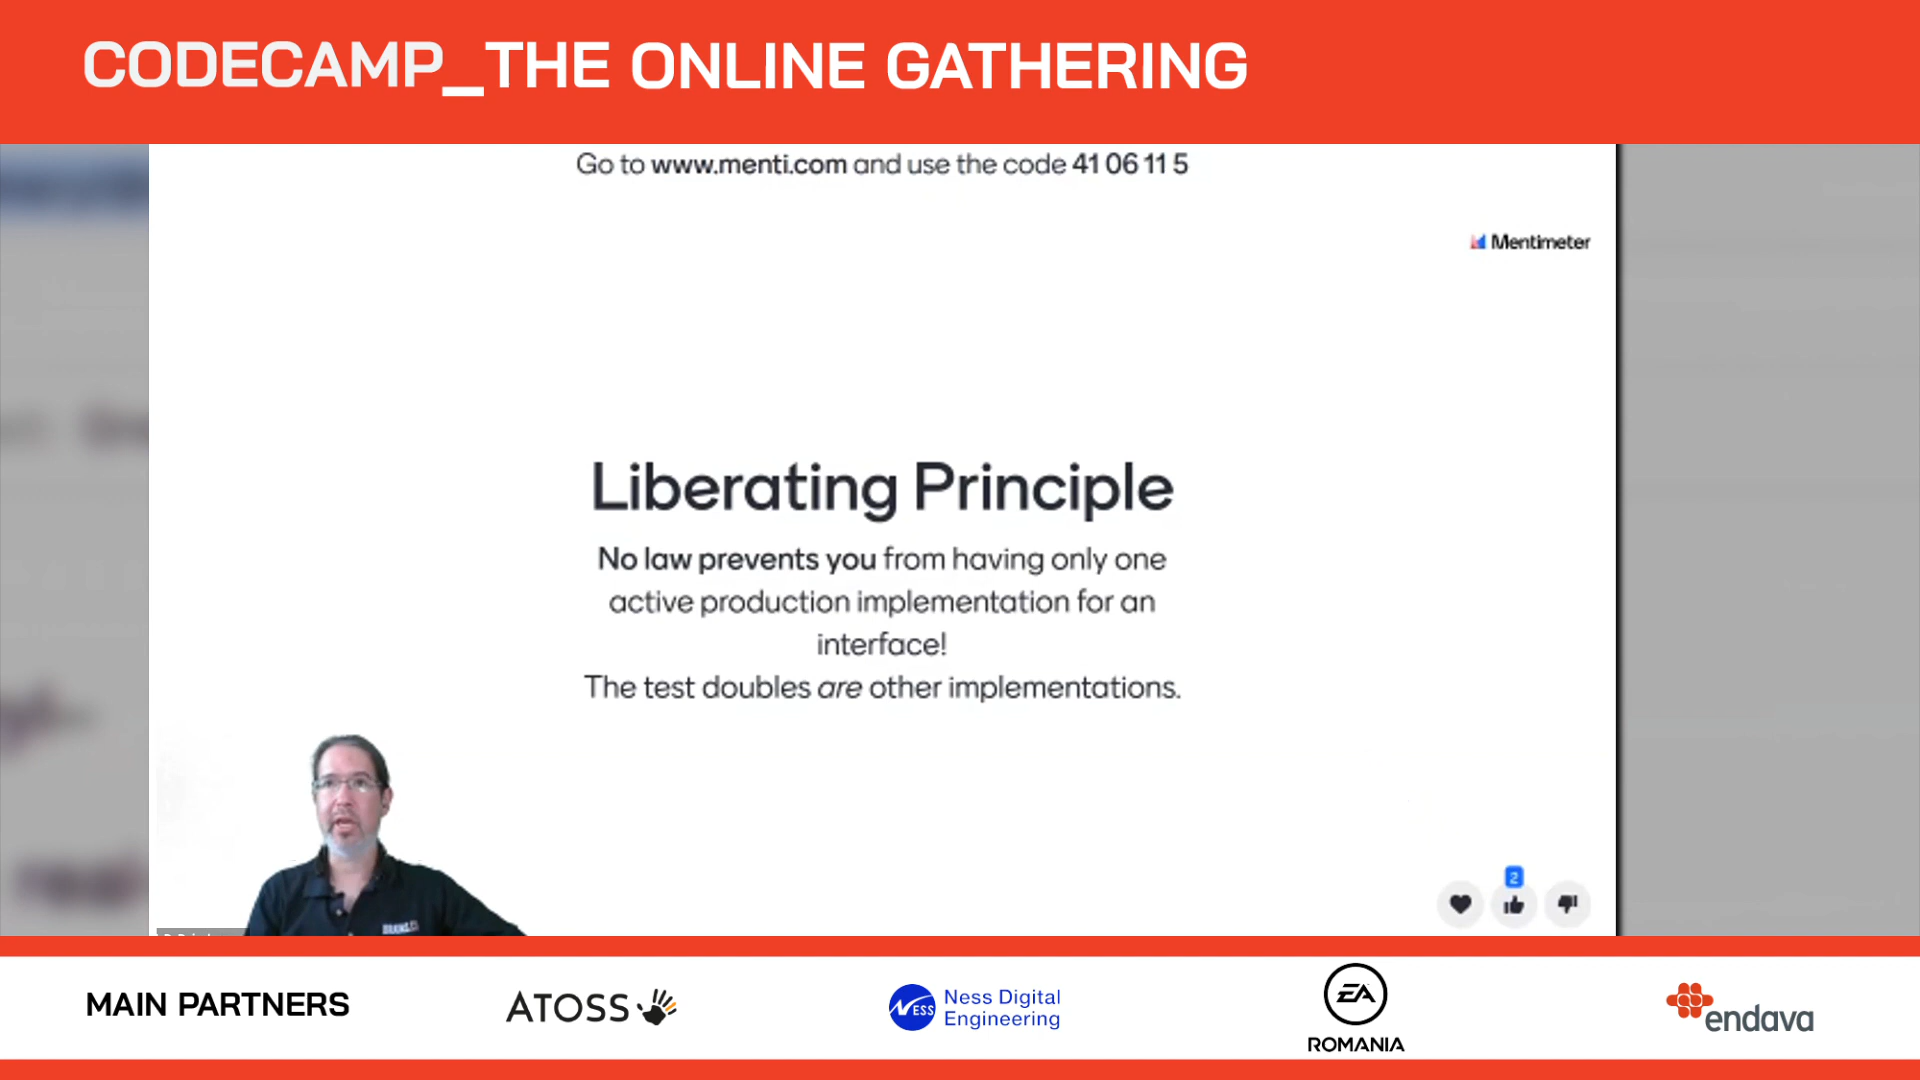 CODECAMP_THE ONLINE GATHERING
Go to www.menti.com and use the code 41 06 11 5
Mentimeter
Liberating Principle
No law prevents you from having only one
active production implementation for an
interface!
The test doubles are other implementations.
2
MAIN PARTNERS
ATOSS
NESS
Ness Digital
Engineering
EA
ROMANIA
endava